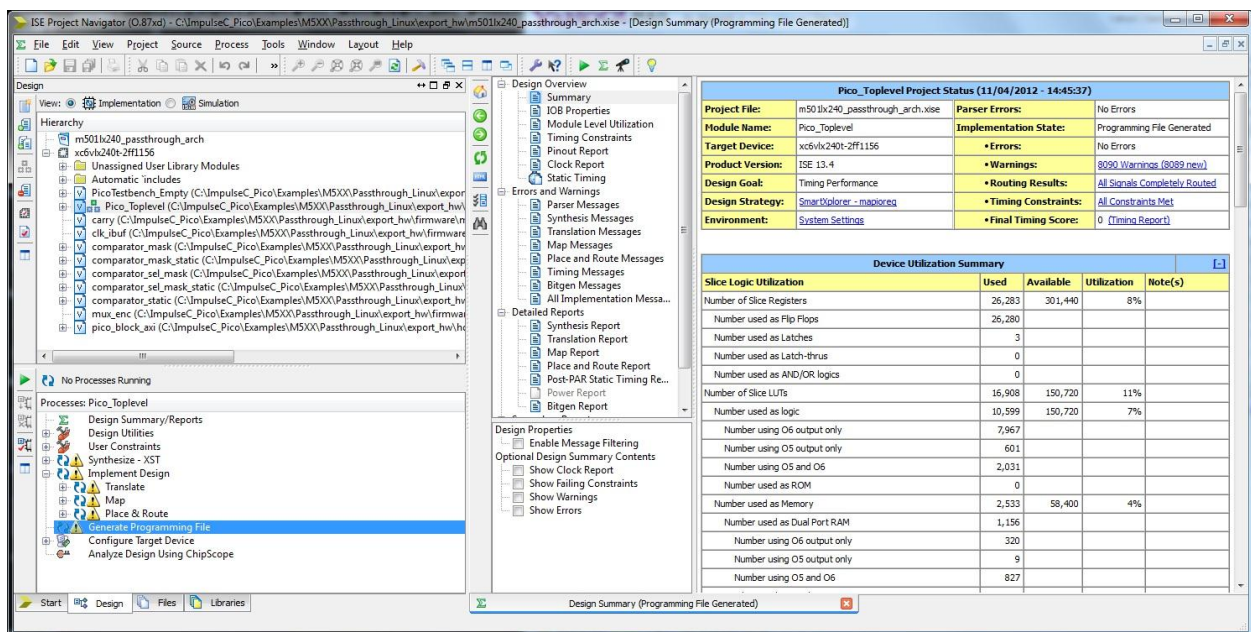 ISE Project Navigator (O.87xd) - C:\ImpulseC_Pico\Examples\M5XX\Passthrough_Linux\export_hw\m501lx240_passthrough_arch.xise - [Design Summary (Programming File Generated)]
File Edit View Project Source Process Tools Window Layout Help
Design
View: Implementation Simulation
Hierarchy
m501lx240_passthrough_arch
xc6vlx240t-2ff1156
Unassigned User Library Modules
Automatic `includes
PicoTestbench_Empty (C:\ImpulseC_Pico\Examples\M5XX\Passthrough_Linux\expor
Pico_Toplevel (C:\ImpulseC_Pico\Examples\M5XX\Passthrough_Linux\export_hw
carry (C:\ImpulseC_Pico\Examples\M5XX\Passthrough_Linux\export_hw\firmware\n
clk_ibuf (C:\ImpulseC_Pico\Examples\M5XX\Passthrough_Linux\export_hw\firmware
comparator_mask (C:\ImpulseC_Pico\Examples\M5XX\Passthrough_Linux\export_hv
comparator_mask_static (C:\ImpulseC_Pico\Examples\M5XX\Passthrough_Linux\exp
comparator_sel_mask (C:\ImpulseC_Pico\Examples\M5XX\Passthrough_Linux\export
comparator_sel_mask_static (C:\ImpulseC_Pico\Examples\M5XX\Passthrough_Linux\
comparator_static (C:\ImpulseC_Pico\Examples\M5XX\Passthrough_Linux\export_hv
mux_enc (C:\ImpulseC_Pico\Examples\M5XX\Passthrough_Linux\export_hw\firmwar
pico_block_axi (C:\ImpulseC_Pico\Examples\M5XX\Passthrough_Linux\export_hw\hc
No Processes Running
Processes: Pico_Toplevel
Design Summary/Reports
Design Utilities
User Constraints
Synthesize - XST
Implement Design
Translate
Map
Place & Route
Generate Programming File
Configure Target Device
Analyze Design Using ChipScope
Start Design Files Libraries
Design Overview
Summary
IOB Properties
Module Level Utilization
Timing Constraints
Pinout Report
Clock Report
Static Timing
Errors and Warnings
Parser Messages
Synthesis Messages
Translation Messages
Map Messages
Place and Route Messages
Timing Messages
Bitgen Messages
All Implementation Messa...
Detailed Reports
Synthesis Report
Translation Report
Map Report
Place and Route Report
Post-PAR Static Timing Re...
Power Report
Bitgen Report
Design Properties
Enable Message Filtering
Optional Design Summary Contents
Show Clock Report
Show Failing Constraints
Show Warnings
Show Errors
Pico_Toplevel Project Status (11/04/2012 - 14:45:37)
Project File: m501lx240_passthrough_arch.xise Parser Errors: No Errors
Module Name: Pico_Toplevel Implementation State: Programming File Generated
Target Device: xc6vlx240t-2ff1156 •Errors: No Errors
Product Version: ISE 13.4 •Warnings: 8090 Warnings (8089 new)
Design Goal: Timing Performance •Routing Results: All Signals Completely Routed
Design Strategy: SmartXplorer - mapioreg •Timing Constraints: All Constraints Met
Environment: System Settings •Final Timing Score: 0 (Timing Report)
Device Utilization Summary [-]
Slice Logic Utilization Used Available Utilization Note(s)
Number of Slice Registers 26,283 301,440 8%
Number used as Flip Flops 26,280
Number used as Latches 3
Number used as Latch-thrus 0
Number used as AND/OR logics 0
Number of Slice LUTs 16,908 150,720 11%
Number used as logic 10,599 150,720 7%
Number using O6 output only 7,967
Number using O5 output only 601
Number using O5 and O6 2,031
Number used as ROM 0
Number used as Memory 2,533 58,400 4%
Number used as Dual Port RAM 1,156
Number using O6 output only 320
Number using O5 output only 9
Number using O5 and O6 827
Design Summary (Programming File Generated)